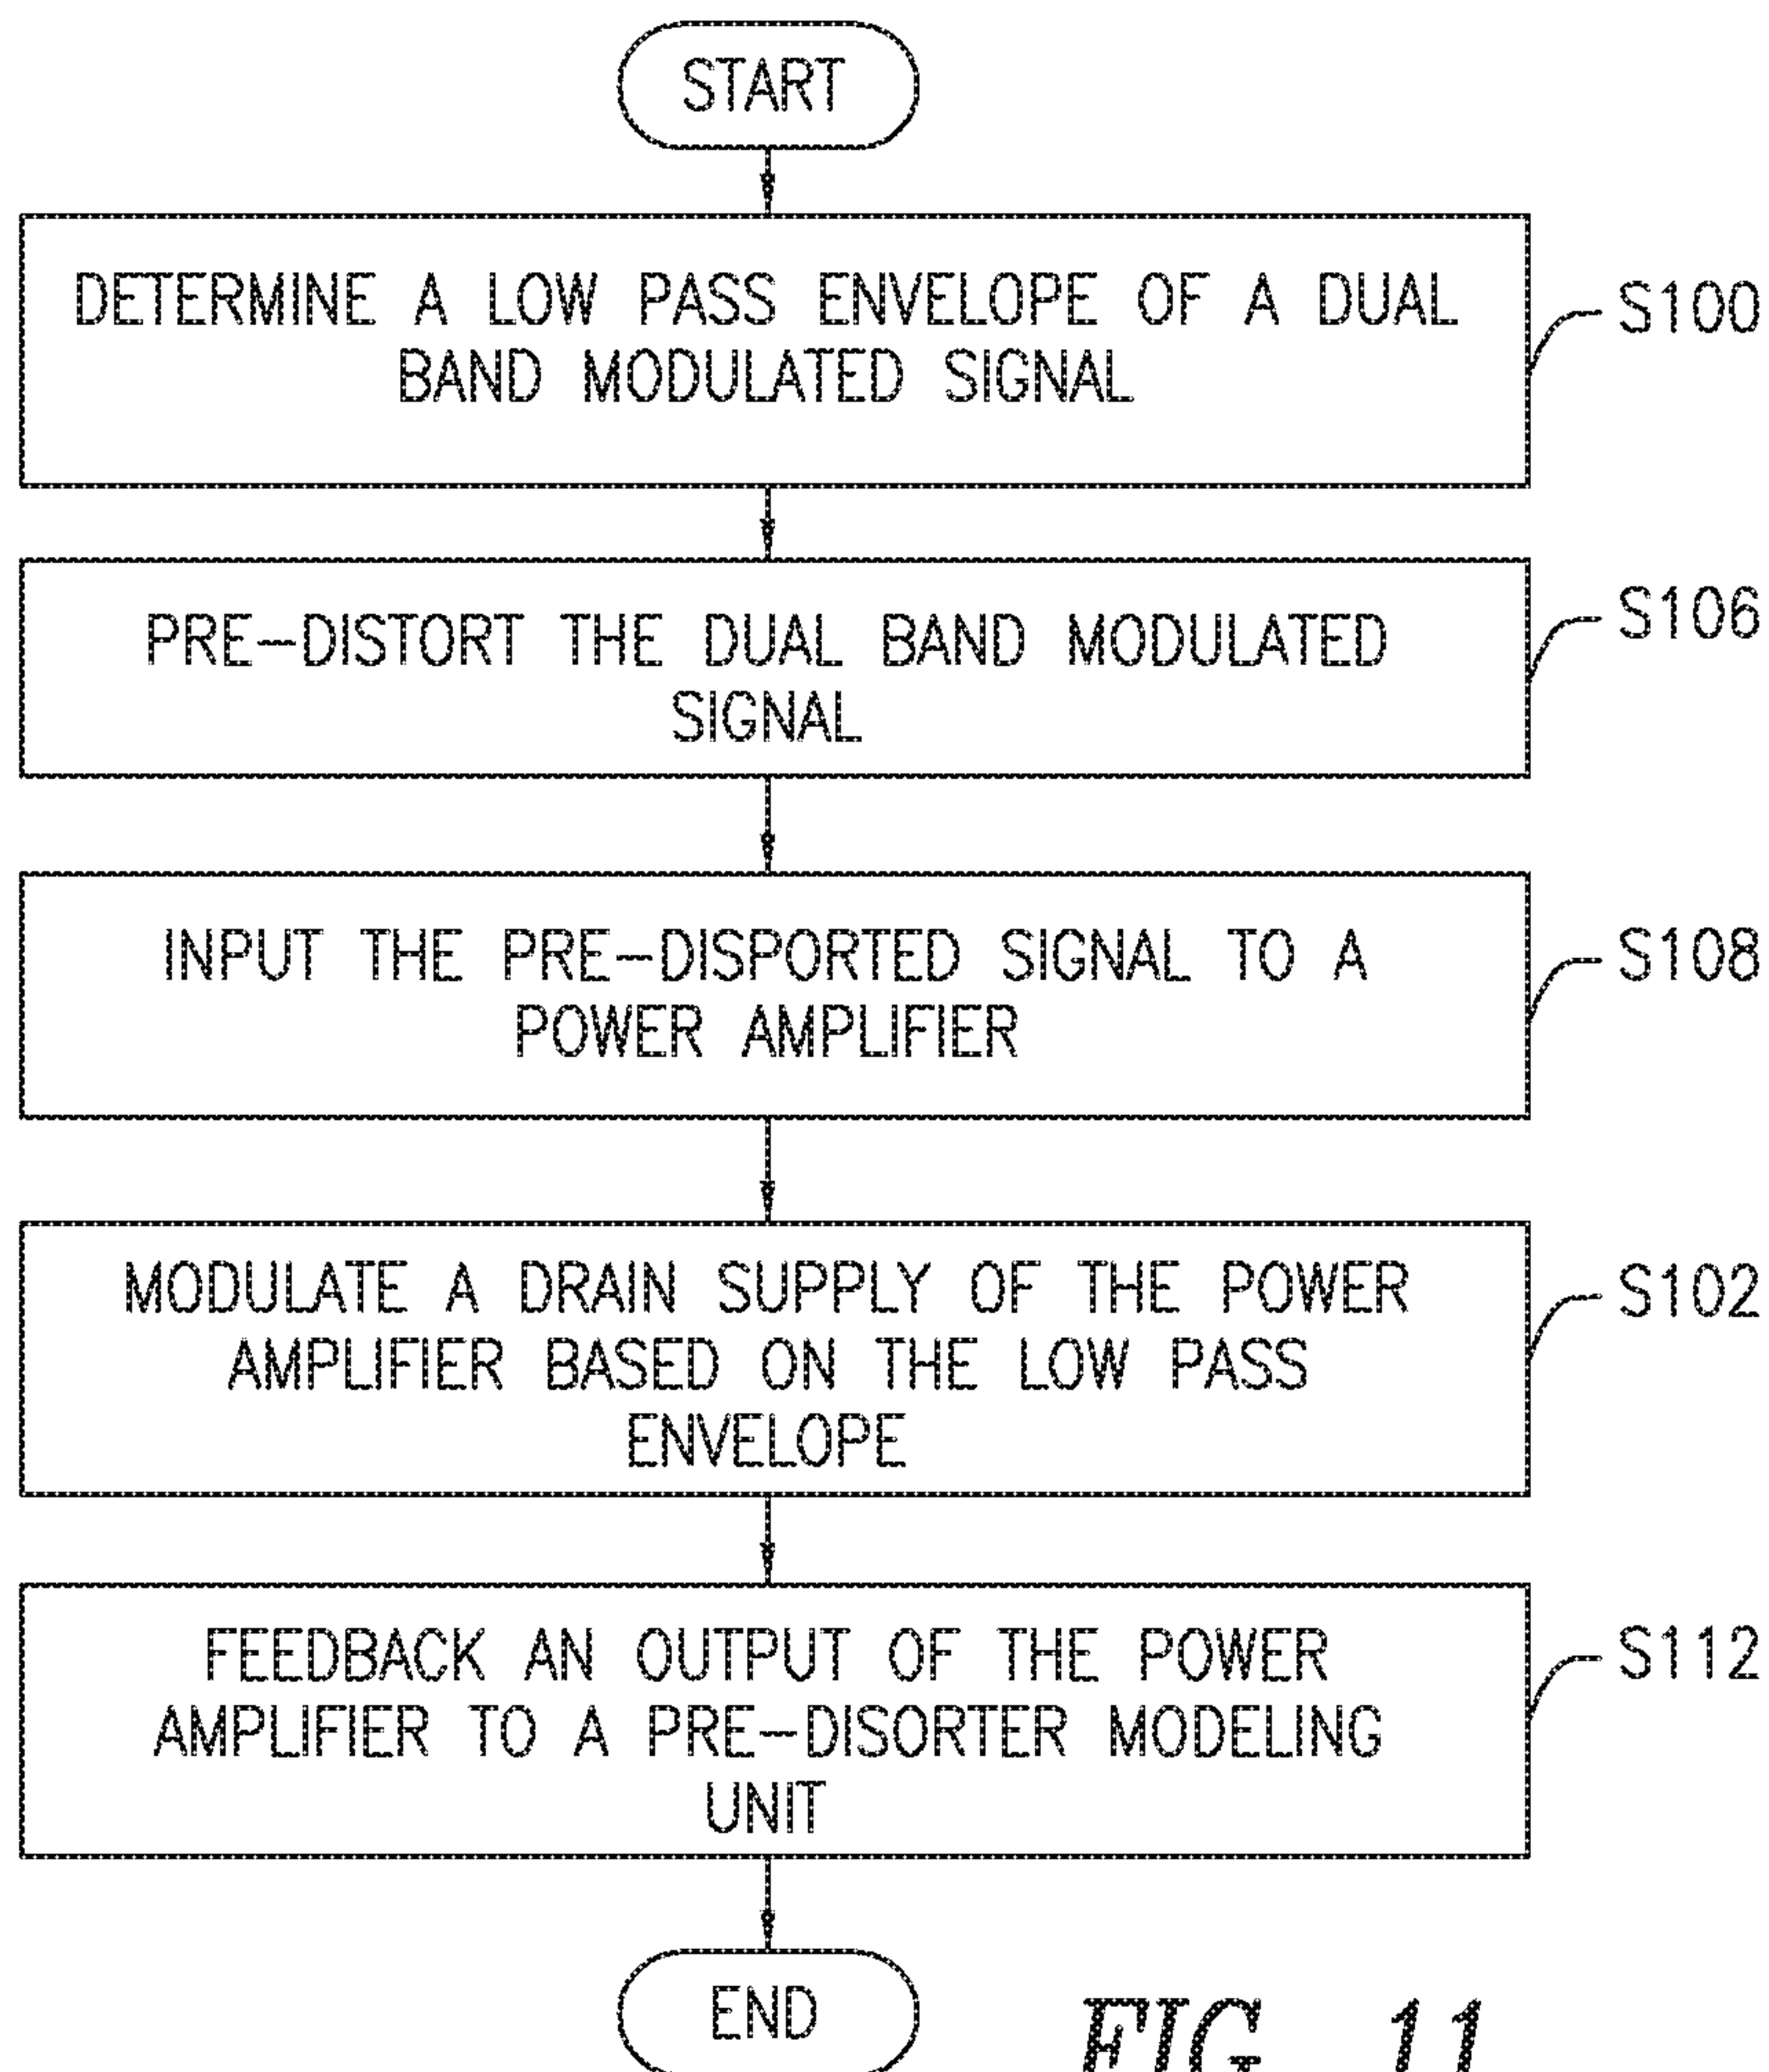 START
DETERMINE A LOW PASS ENVELOPE OF A DUAL
BAND MODULATED SIGNAL
S100
PRE-DISTORT THE DUAL BAND MODULATED
SIGNAL
S106
INPUT THE PRE-DISPORTED SIGNAL TO A
POWER AMPLIFIER
S108
MODULATE A DRAIN SUPPLY OF THE POWER
AMPLIFIER BASED ON THE LOW PASS
ENVELOPE
S102
FEEDBACK AN OUTPUT OF THE POWER
AMPLIFIER TO A PRE-DISORTER MODELING
UNIT
S112
END
FIG. 11